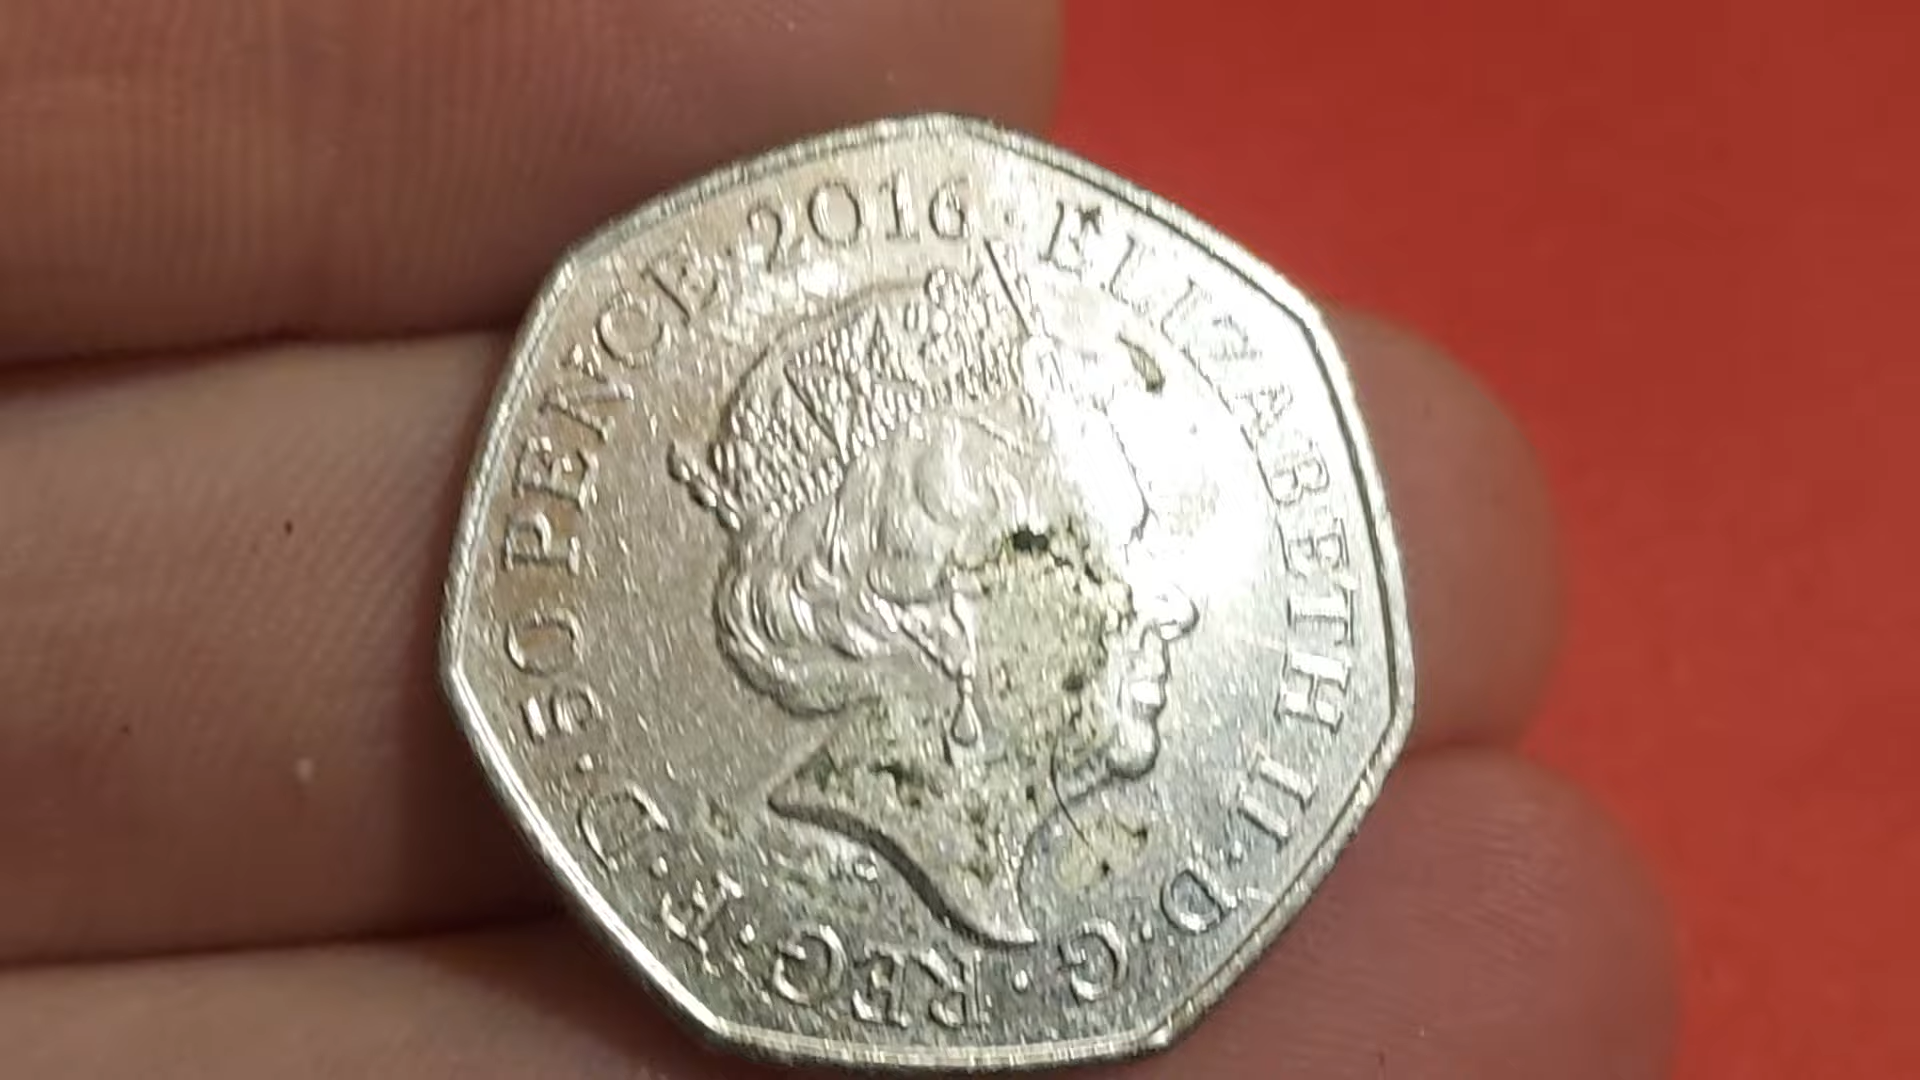 ELIZABETH II · D · G · REG · F · D · 50 PENCE · 2016 ·